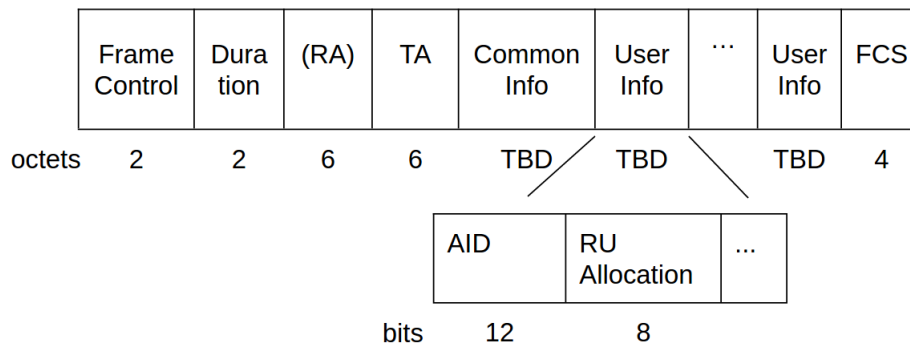 Frame Control
Dura tion
(RA)
TA
Common Info
User Info
...
User Info
FCS
octets 2 2 6 6 TBD TBD TBD 4
AID
RU Allocation
...
bits 12 8